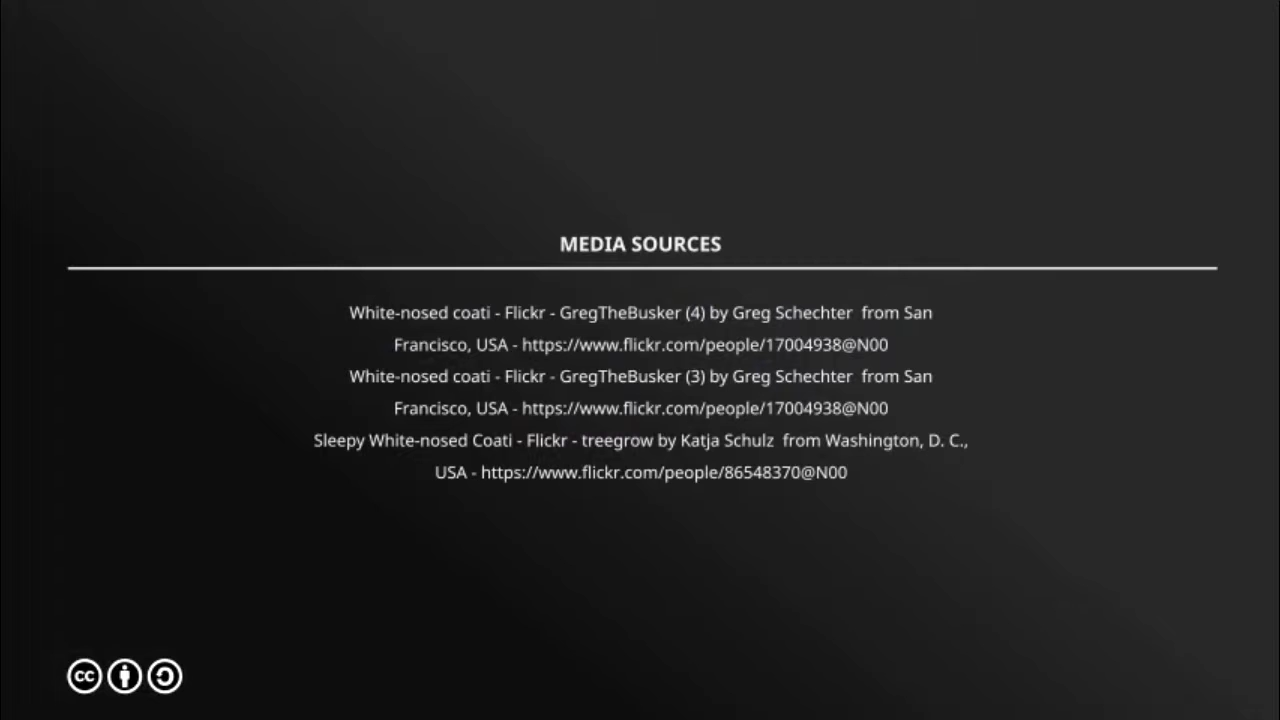 MEDIA SOURCES
White-nosed coati - Flickr - GregTheBusker (4) by Greg Schechter  from San
Francisco, USA - https://www.flickr.com/people/17004938@N00
White-nosed coati - Flickr - GregTheBusker (3) by Greg Schechter  from San
Francisco, USA - https://www.flickr.com/people/17004938@N00
Sleepy White-nosed Coati - Flickr - treegrow by Katja Schulz  from Washington, D. C.,
USA - https://www.flickr.com/people/86548370@N00
cc